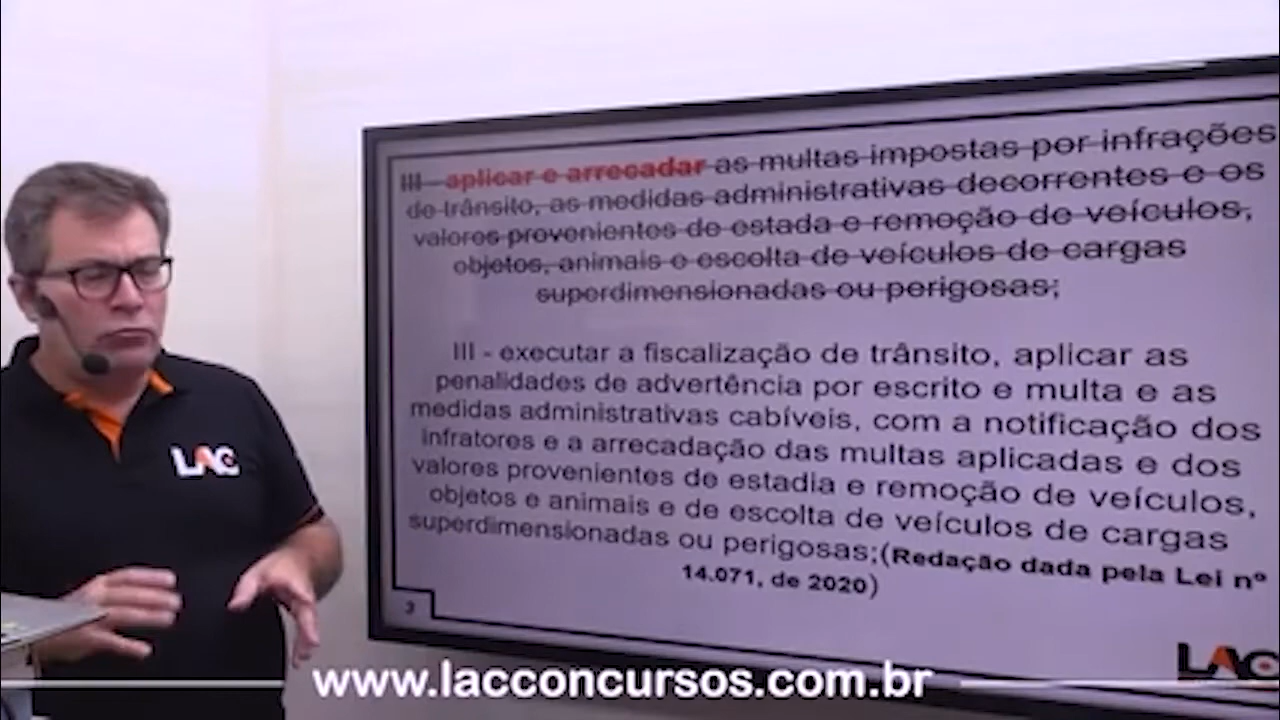 III - aplicar e arrecadar as multas impostas por infrações
de trânsito, as medidas administrativas decorrentes e os
valores provenientes de estada e remoção de veículos,
objetos, animais e escolta de veículos de cargas
superdimensionadas ou perigosas;
III - executar a fiscalização de trânsito, aplicar as
penalidades de advertência por escrito e multa e as
medidas administrativas cabíveis, com a notificação dos
infratores e a arrecadação das multas aplicadas e dos
valores provenientes de estadia e remoção de veículos,
objetos e animais e de escolta de veículos de cargas
superdimensionadas ou perigosas;(Redação dada pela Lei nº
14.071, de 2020)
3
LAC
LAC
www.lacconcursos.com.br